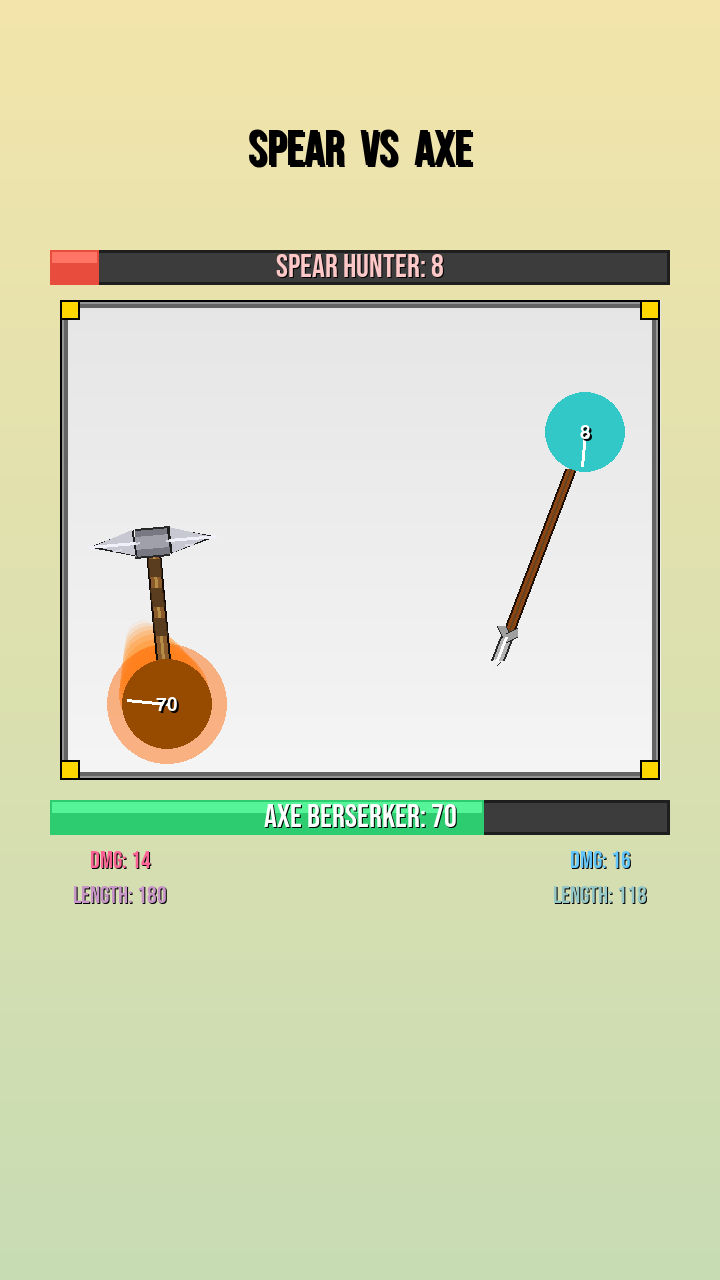 SPEAR VS AXE
SPEAR HUNTER: 8
8
70
AXE BERSERKER: 70
DMG: 14
DMG: 16
LENGTH: 180
LENGTH: 118